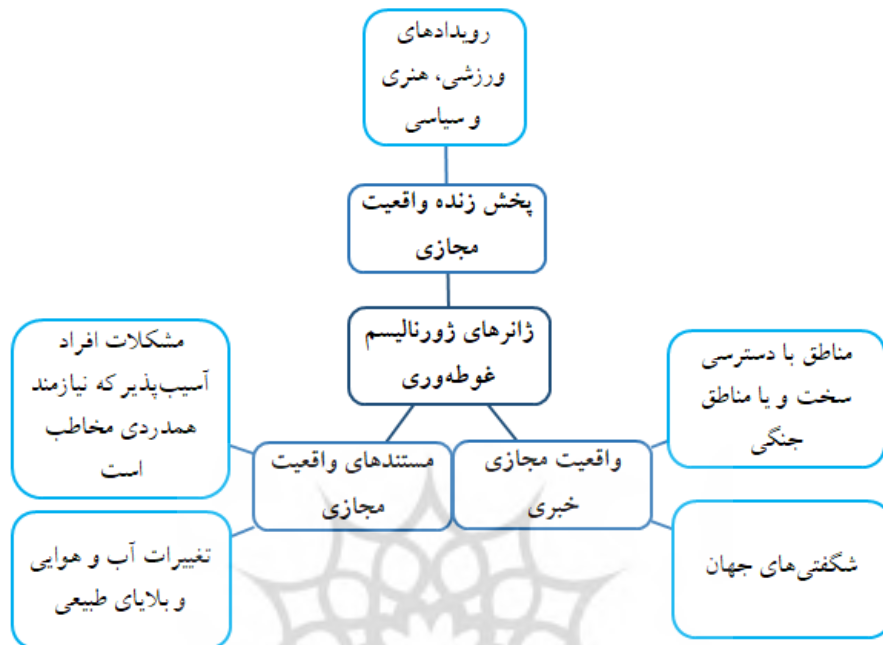 رویدادهای
ورزشی، هنری
و سیاسی
پخش زنده واقعیت
مجازی
ژانرهای ژورنالیسم
غوطه‌وری
مناطق با دسترسی
سخت و یا مناطق
جنگی
مشکلات افراد
آسیب‌پذیر که نیازمند
همدردی مخاطب
است
واقعیت مجازی
خبری
مستندهای واقعیت
مجازی
شگفتی‌های جهان
تغییرات آب و هوایی
و بلایای طبیعی